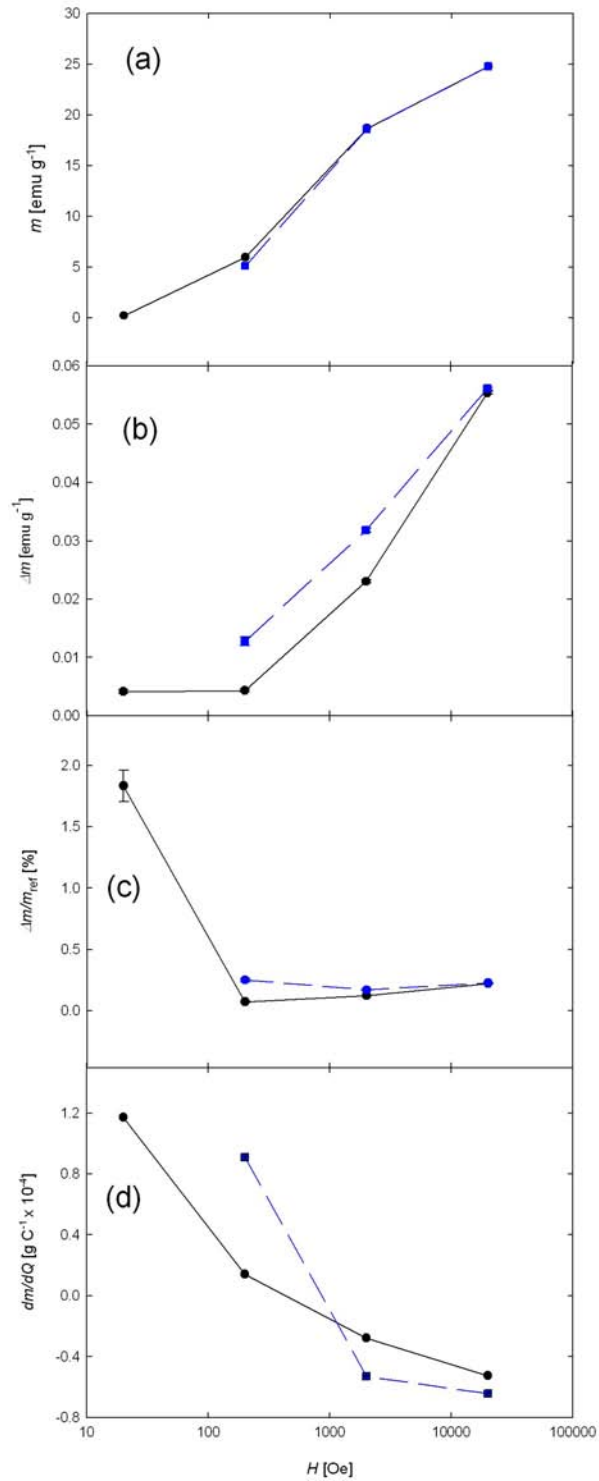 30
25
20
15
10
5
0
m [emu g⁻¹]
(a)
0.06
0.05
0.04
0.03
0.02
0.01
0.00
Δm [emu g⁻¹]
(b)
2.0
1.5
1.0
0.5
0.0
Δm/m_ref [%]
(c)
1.2
0.8
0.4
0.0
-0.4
-0.8
dm/dQ [g C⁻¹ x 10⁻⁴]
(d)
10 100 1000 10000 100000
H [Oe]